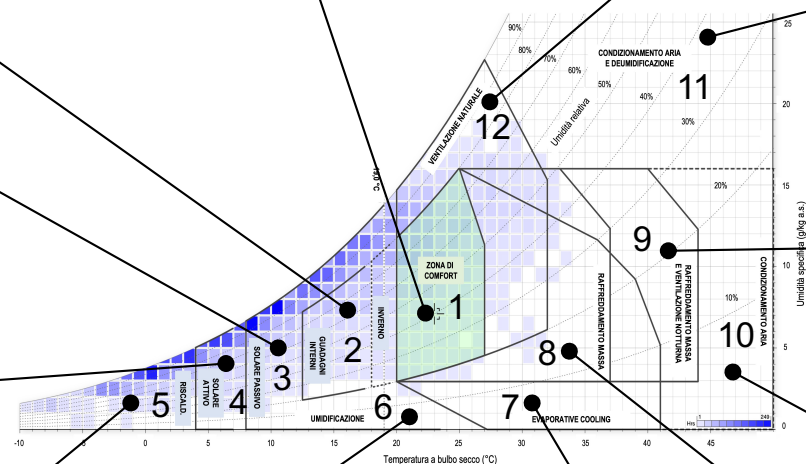 90%
80%
70%
60%
50%
40%
30%
20%
10%
CONDIZIONAMENTO ARIA
E DEUMIDIFICAZIONE
11
25
20
15
10
5
0
Umidità specifica (g/kg a.s.)
Umidità relativa
VENTILAZIONE NATURALE
12
ZONA DI
COMFORT
1
INVERNO
2
GUADAGNI
INTERNI
3
SOLARE PASSIVO
4
SOLARE
ATTIVO
5
RISCALD.
6
UMIDIFICAZIONE
7
EVAPORATIVE COOLING
8
RAFFREDDAMENTO MASSA
9
RAFFREDDAMENTO MASSA
E VENTILAZIONE NOTTURNA
10
CONDIZIONAMENTO ARIA
Hrs
1
249
-10
0
5
10
15
20
25
30
35
40
45
Temperatura a bulbo secco (°C)